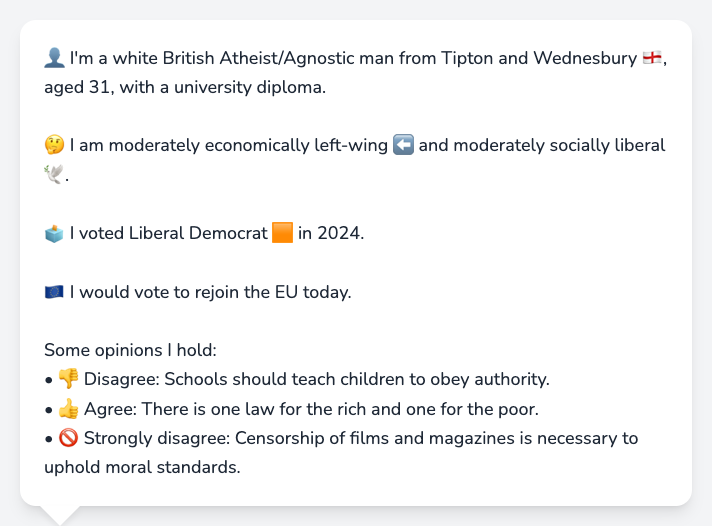 👤 I'm a white British Atheist/Agnostic man from Tipton and Wednesbury 🏴󠁧󠁢󠁥󠁮󠁧󠁿,
aged 31, with a university diploma.
🤔 I am moderately economically left-wing ⬅️ and moderately socially liberal
🕊️.
🗳️ I voted Liberal Democrat 🟧 in 2024.
🇪🇺 I would vote to rejoin the EU today.
Some opinions I hold:
• 👎 Disagree: Schools should teach children to obey authority.
• 👍 Agree: There is one law for the rich and one for the poor.
• 🚫 Strongly disagree: Censorship of films and magazines is necessary to
uphold moral standards.